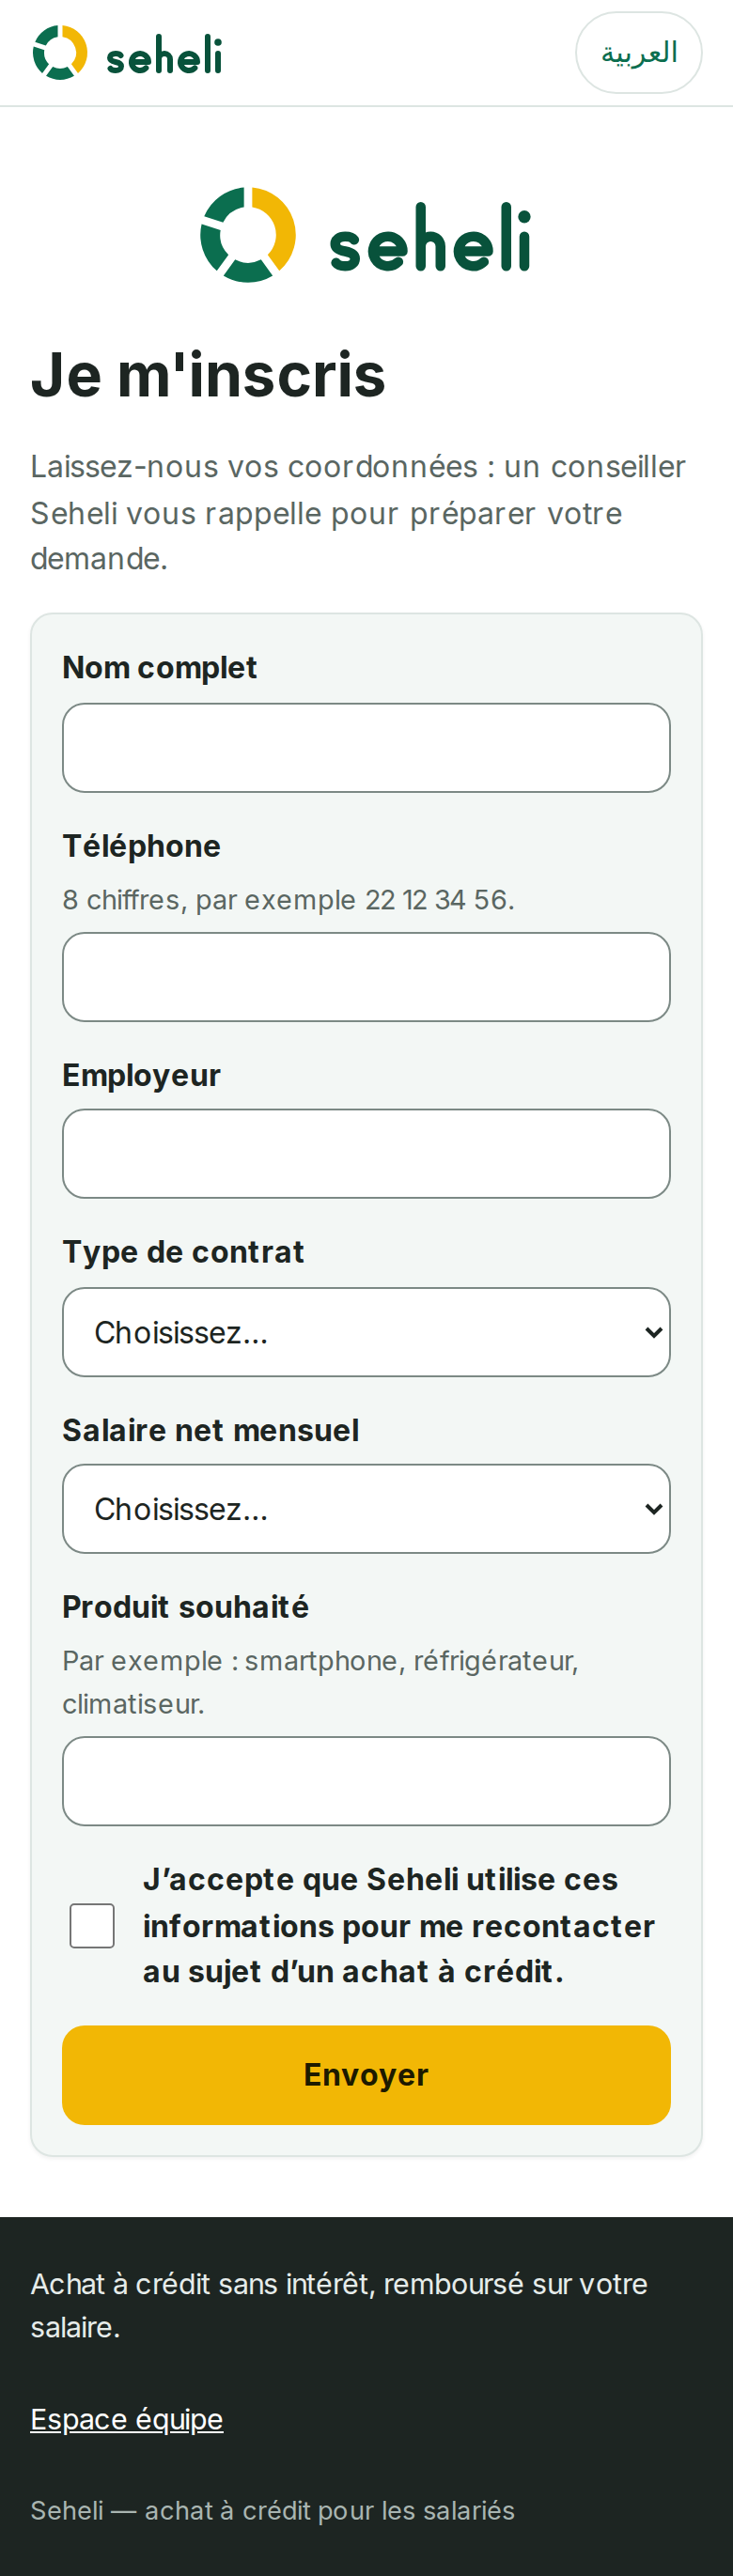 seheli
العربية
seheli
Je m'inscris
Laissez-nous vos coordonnées : un conseiller
Seheli vous rappelle pour préparer votre
demande.
Nom complet
Téléphone
8 chiffres, par exemple 22 12 34 56.
Employeur
Type de contrat
Choisissez...
Salaire net mensuel
Choisissez...
Produit souhaité
Par exemple : smartphone, réfrigérateur,
climatiseur.
J’accepte que Seheli utilise ces
informations pour me recontacter
au sujet d’un achat à crédit.
Envoyer
Achat à crédit sans intérêt, remboursé sur votre
salaire.
Espace équipe
Seheli — achat à crédit pour les salariés